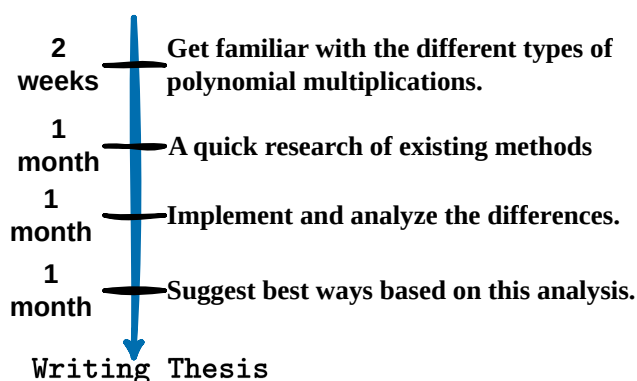 2
weeks
Get familiar with the different types of
polynomial multiplications.
1
month
A quick research of existing methods
1
month
Implement and analyze the differences.
1
month
Suggest best ways based on this analysis.
Writing Thesis